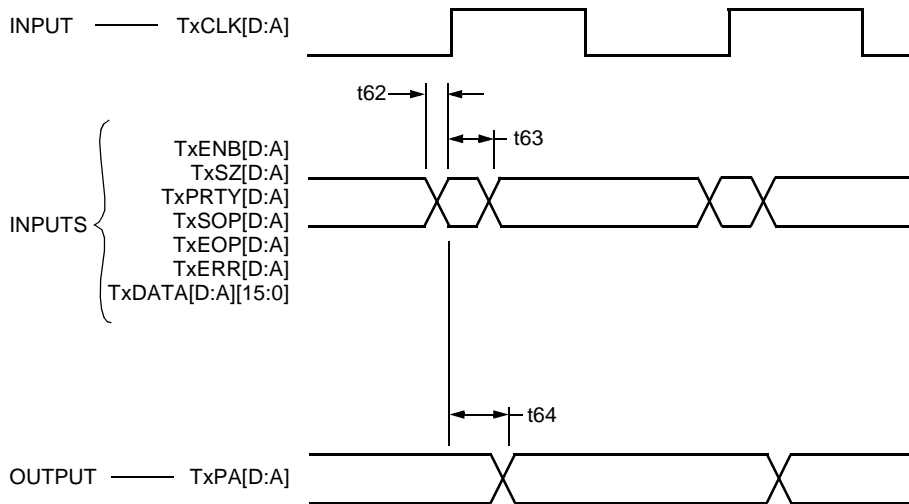 INPUT TxCLK[D:A]
t62
t63
TxENB[D:A]
TxSZ[D:A]
TxPRTY[D:A]
INPUTS TxSOP[D:A]
TxEOP[D:A]
TxERR[D:A]
TxDATA[D:A][15:0]
t64
OUTPUT TxPA[D:A]